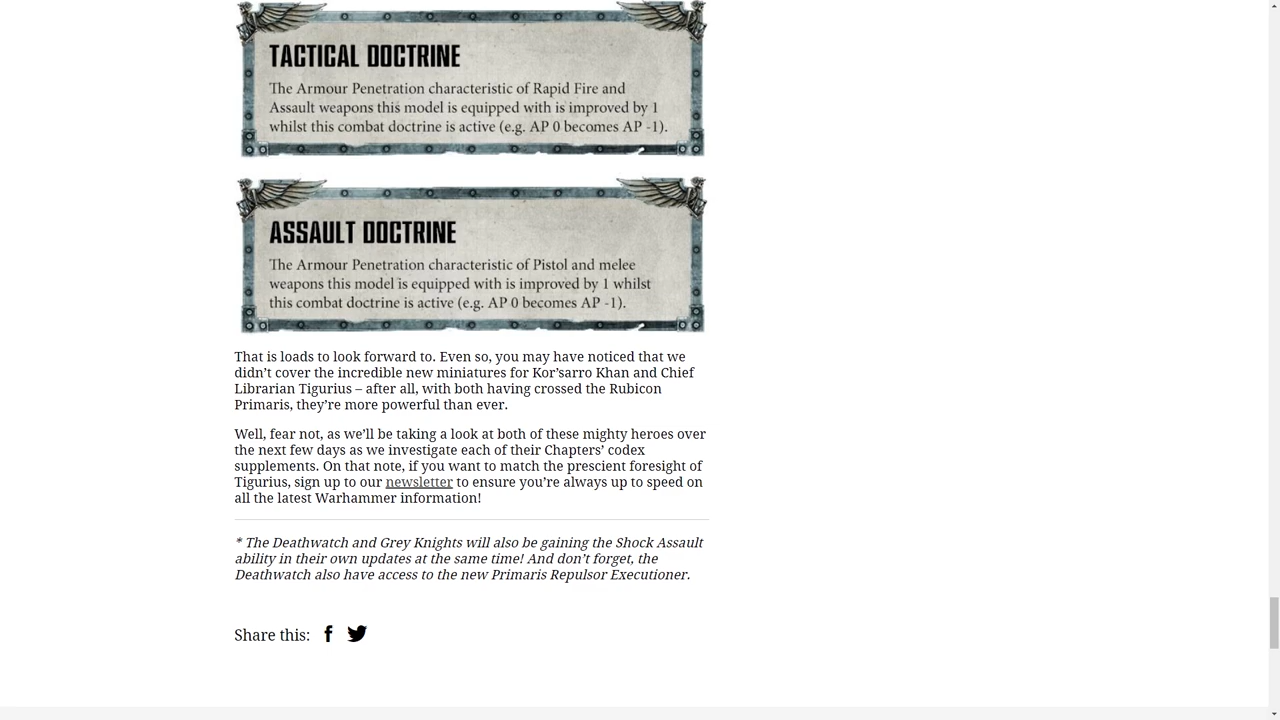 TACTICAL DOCTRINE
The Armour Penetration characteristic of Rapid Fire and
Assault weapons this model is equipped with is improved by 1
whilst this combat doctrine is active (e.g. AP 0 becomes AP -1).
ASSAULT DOCTRINE
The Armour Penetration characteristic of Pistol and melee
weapons this model is equipped with is improved by 1 whilst
this combat doctrine is active (e.g. AP 0 becomes AP -1).
That is loads to look forward to. Even so, you may have noticed that we
didn’t cover the incredible new miniatures for Kor’sarro Khan and Chief
Librarian Tigurius – after all, with both having crossed the Rubicon
Primaris, they’re more powerful than ever.
Well, fear not, as we’ll be taking a look at both of these mighty heroes over
the next few days as we investigate each of their Chapters’ codex
supplements. On that note, if you want to match the prescient foresight of
Tigurius, sign up to our newsletter to ensure you’re always up to speed on
all the latest Warhammer information!
* The Deathwatch and Grey Knights will also be gaining the Shock Assault
ability in their own updates at the same time! And don’t forget, the
Deathwatch also have access to the new Primaris Repulsor Executioner.
Share this: